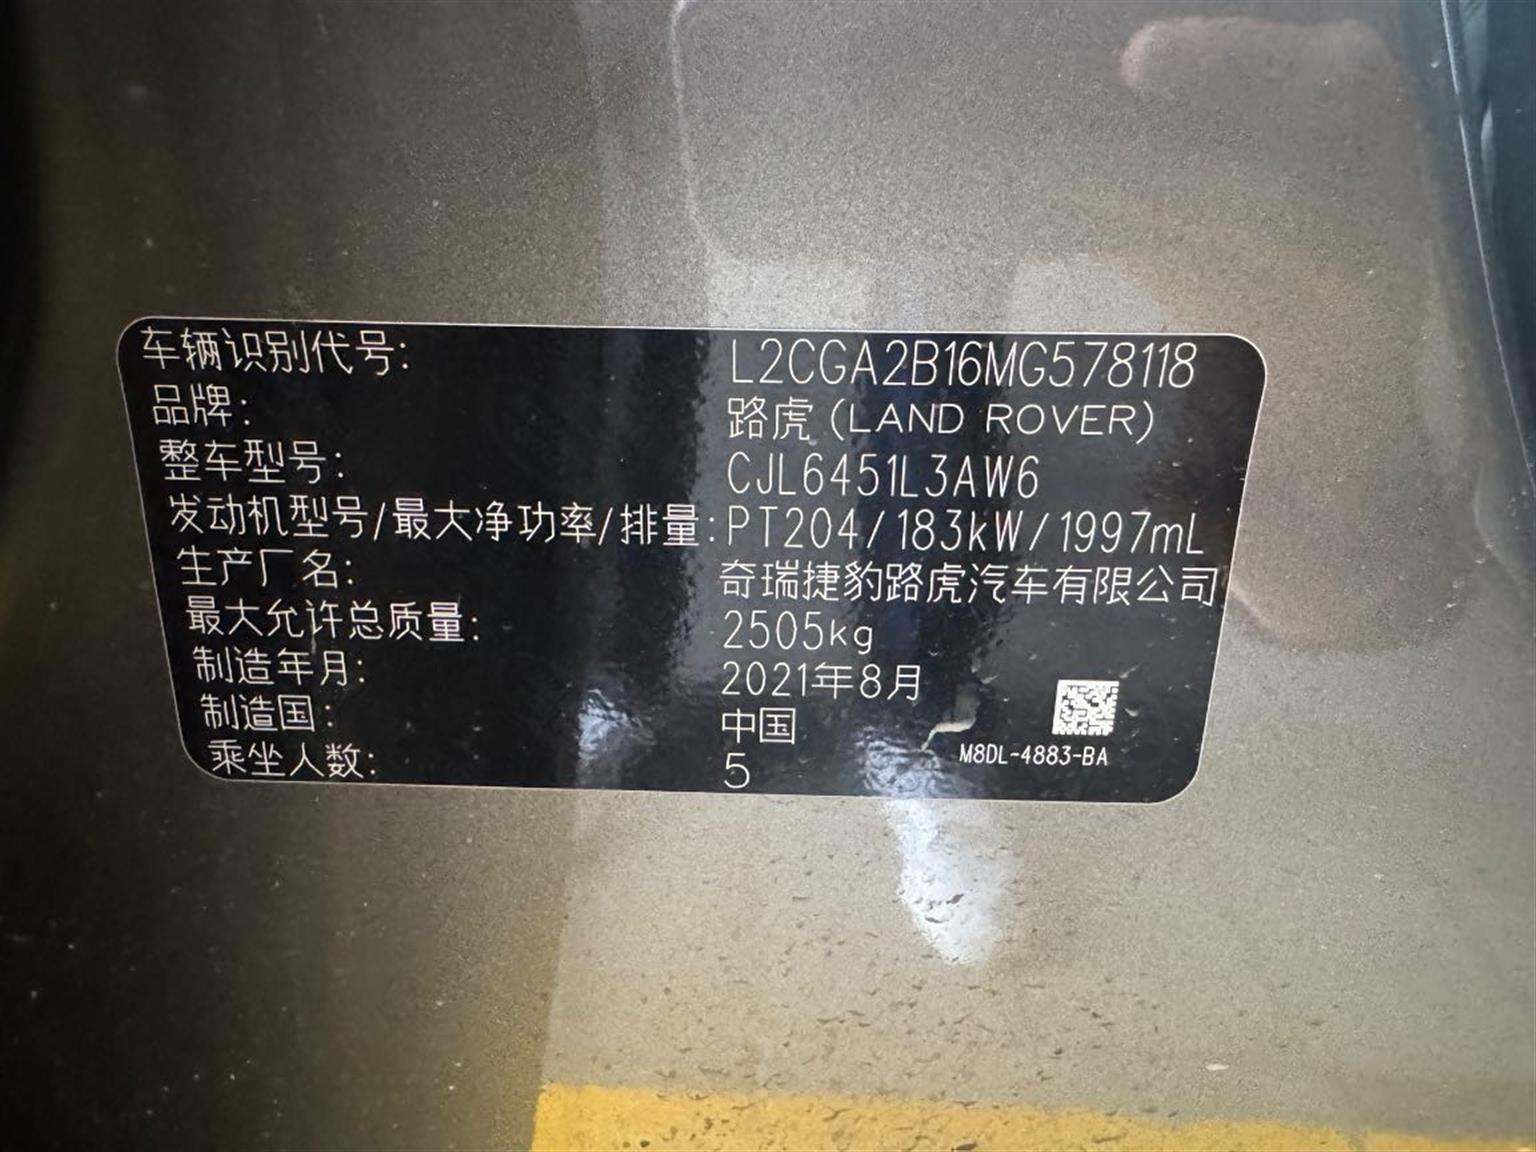 车辆识别代号: L2CGA2B16MG578118
品牌: 路虎(LAND ROVER)
整车型号: CJL6451L3AW6
发动机型号/最大净功率/排量: PT204/183kW/1997mL
生产厂名: 奇瑞捷豹路虎汽车有限公司
最大允许总质量: 2505kg
制造年月: 2021年8月
制造国: 中国
乘坐人数: 5
M8DL-4883-BA